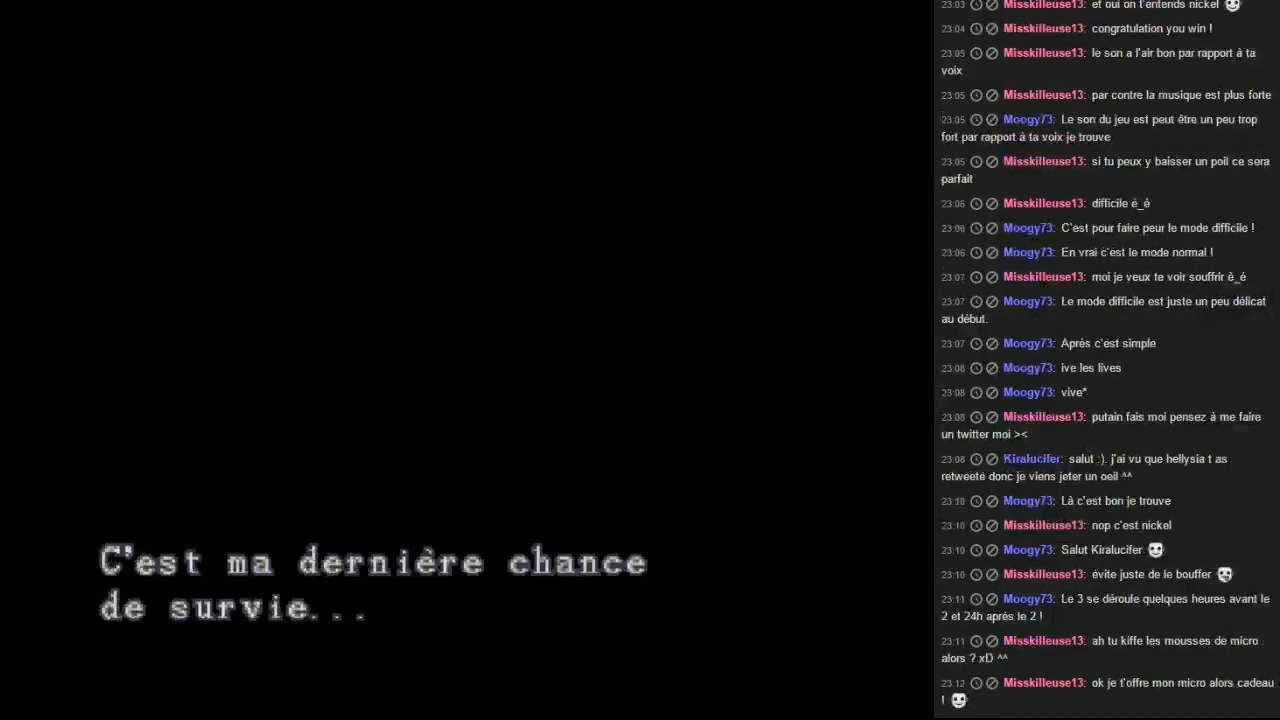 C'est ma dernière chance
de survie...
23:03 Misskilleuse13: et oui on t'entends nickel
23:04 Misskilleuse13: congratulation you win !
23:05 Misskilleuse13: le son a l'air bon par rapport à ta
voix
23:05 Misskilleuse13: par contre la musique est plus forte
23:05 Moogy73: Le son du jeu est peut être un peu trop
fort par rapport à ta voix je trouve
23:05 Misskilleuse13: si tu peux y baisser un poil ce sera
parfait
23:06 Misskilleuse13: difficile é_é
23:06 Moogy73: C'est pour faire peur le mode difficile !
23:06 Moogy73: En vrai c'est le mode normal !
23:07 Misskilleuse13: moi je veux te voir souffrir è_é
23:07 Moogy73: Le mode difficile est juste un peu délicat
au début.
23:07 Moogy73: Après c'est simple
23:08 Moogy73: ive les lives
23:08 Moogy73: vive*
23:08 Misskilleuse13: putain fais moi pensez à me faire
un twitter moi ><
23:08 Kiralucifer: salut :). j'ai vu que hellysia t as
retweeté donc je viens jeter un oeil ^^
23:10 Moogy73: Là c'est bon je trouve
23:10 Misskilleuse13: nop c'est nickel
23:10 Moogy73: Salut Kiralucifer
23:10 Misskilleuse13: évite juste de le bouffer
23:11 Moogy73: Le 3 se déroule quelques heures avant le
2 et 24h après le 2 !
23:11 Misskilleuse13: ah tu kiffe les mousses de micro
alors ? xD ^^
23:12 Misskilleuse13: ok je t'offre mon micro alors cadeau
!